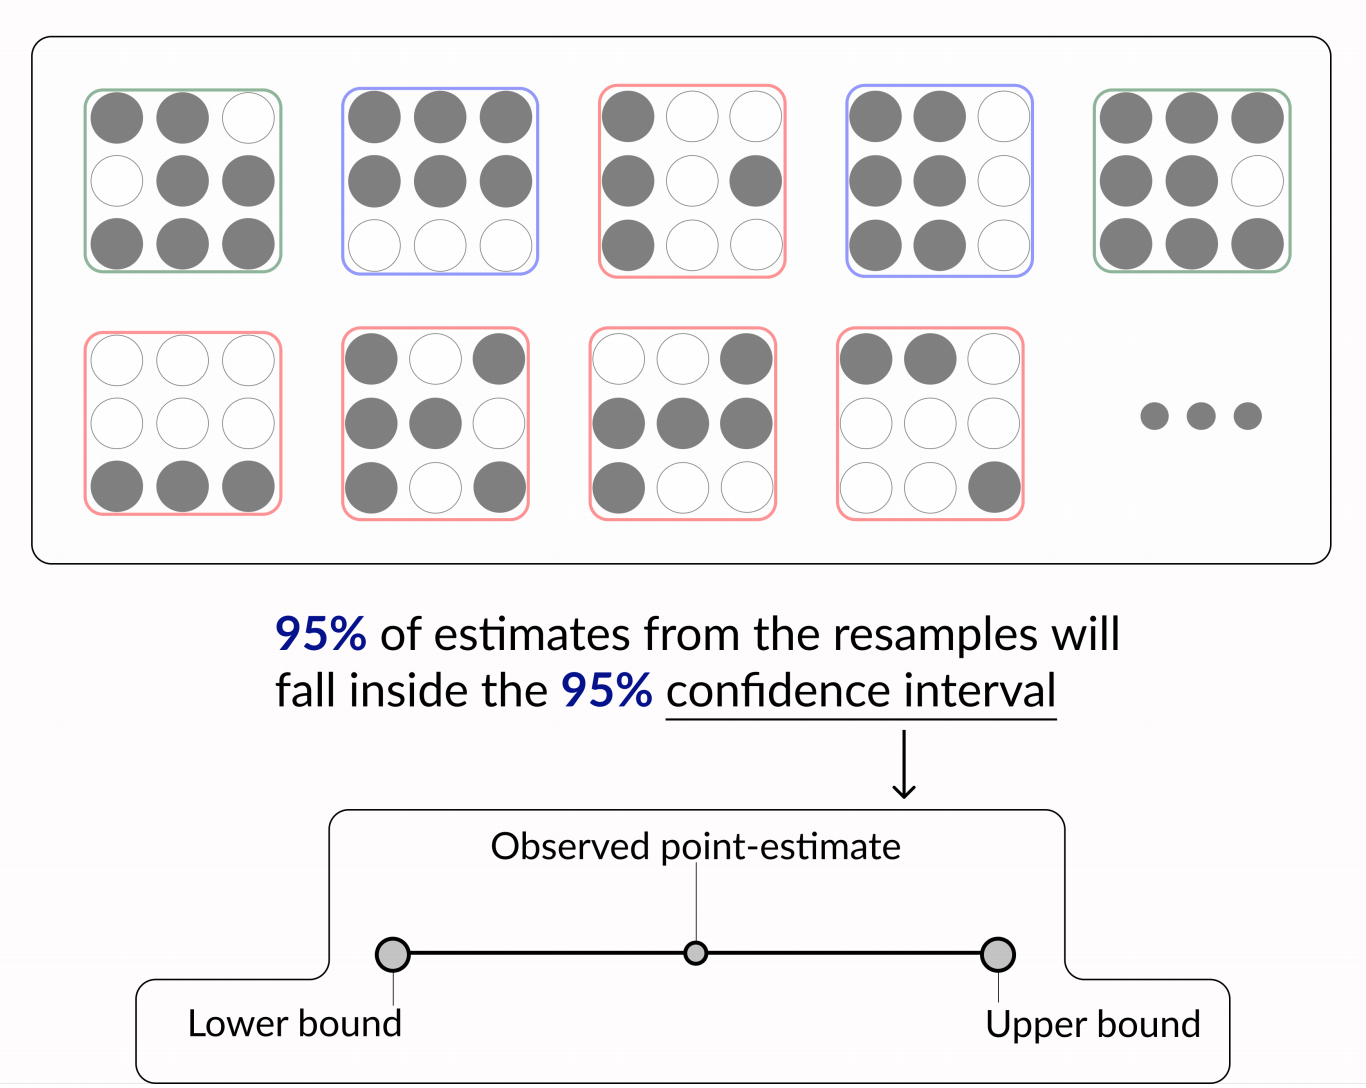 95% of estimates from the resamples will
fall inside the 95% confidence interval
Observed point-estimate
Lower bound
Upper bound